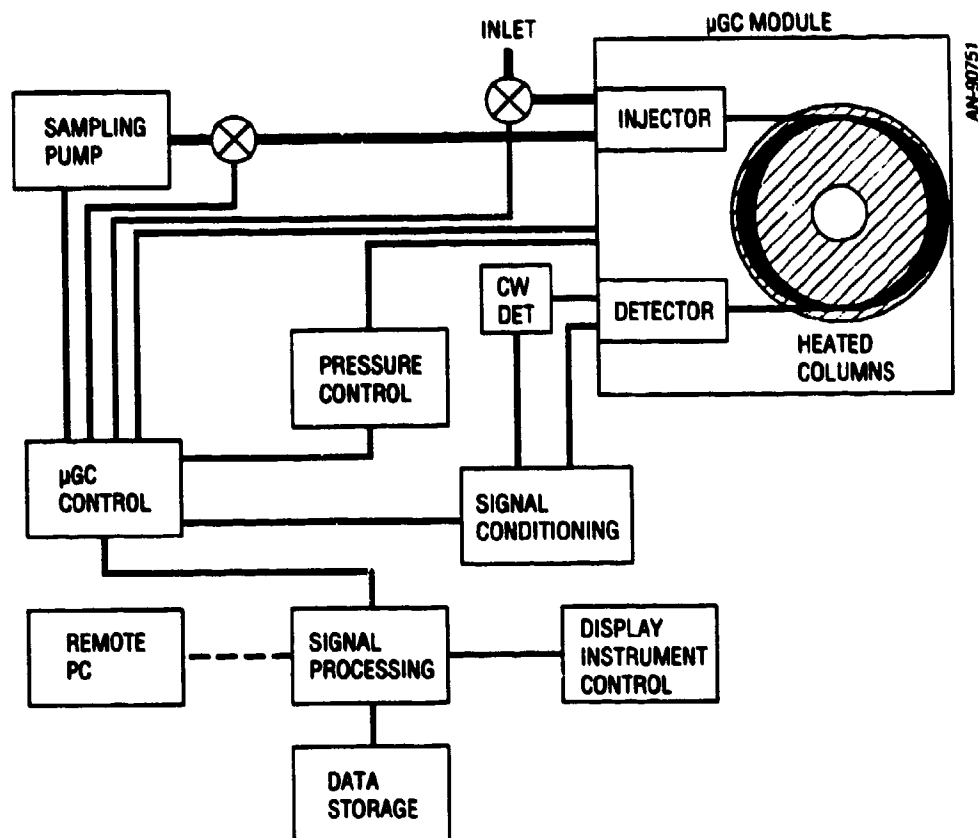 µGC MODULE
INLET
AN-90751
SAMPLING
PUMP
INJECTOR
CW
DET
DETECTOR
HEATED
COLUMNS
PRESSURE
CONTROL
µGC
CONTROL
SIGNAL
CONDITIONING
REMOTE
PC
SIGNAL
PROCESSING
DISPLAY
INSTRUMENT
CONTROL
DATA
STORAGE